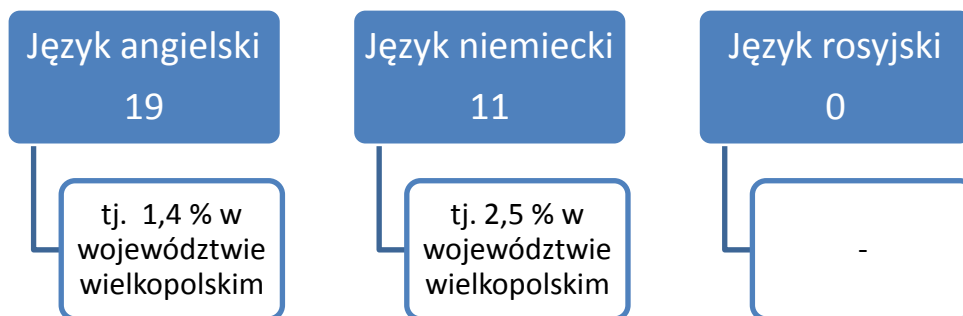 Język angielski
19
tj. 1,4 % w
województwie
wielkopolskim
Język niemiecki
11
tj. 2,5 % w
województwie
wielkopolskim
Język rosyjski
0
-